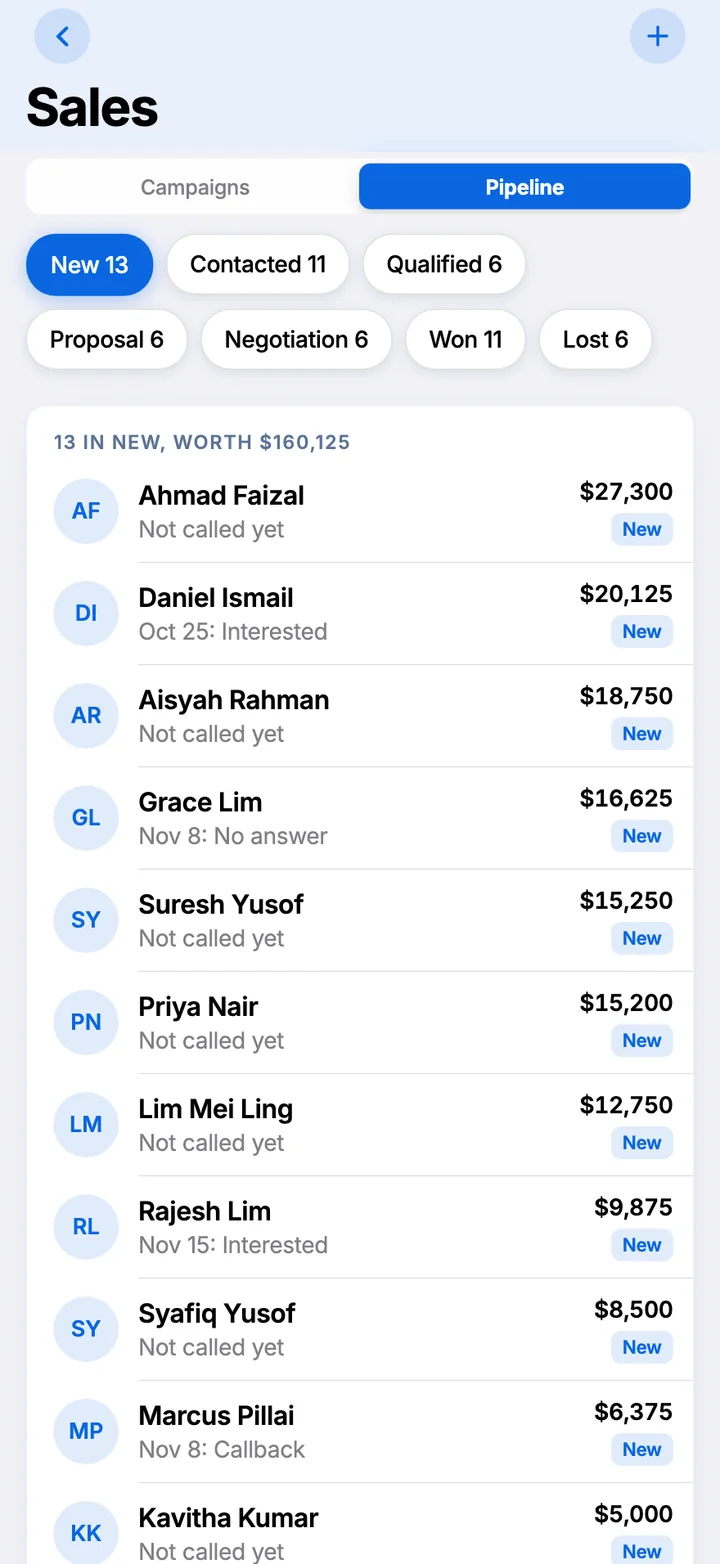 Sales
Campaigns
Pipeline
New 13
Contacted 11
Qualified 6
Proposal 6
Negotiation 6
Won 11
Lost 6
13 IN NEW, WORTH $160,125
AF
Ahmad Faizal
$27,300
Not called yet
New
DI
Daniel Ismail
$20,125
Oct 25: Interested
New
AR
Aisyah Rahman
$18,750
Not called yet
New
GL
Grace Lim
$16,625
Nov 8: No answer
New
SY
Suresh Yusof
$15,250
Not called yet
New
PN
Priya Nair
$15,200
Not called yet
New
LM
Lim Mei Ling
$12,750
Not called yet
New
RL
Rajesh Lim
$9,875
Nov 15: Interested
New
SY
Syafiq Yusof
$8,500
Not called yet
New
MP
Marcus Pillai
$6,375
Nov 8: Callback
New
KK
Kavitha Kumar
$5,000
Not called yet
New